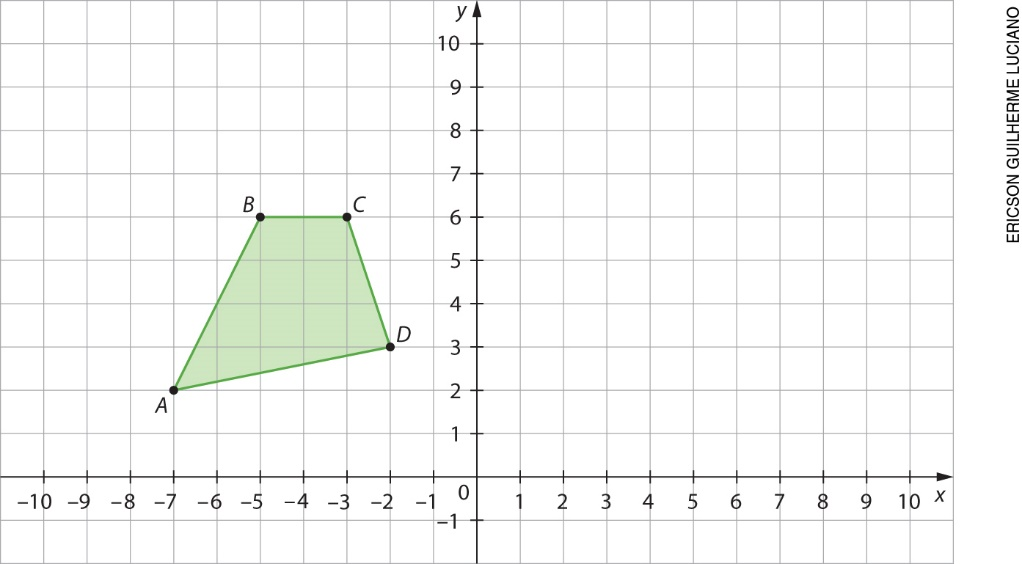 y
10
9
8
7
B C 6
5
4
D 3
2
A
1
0
–10 –9 –8 –7 –6 –5 –4 –3 –2 –1 1 2 3 4 5 6 7 8 9 10 x
–1
ERICSON GUILHERME LUCIANO